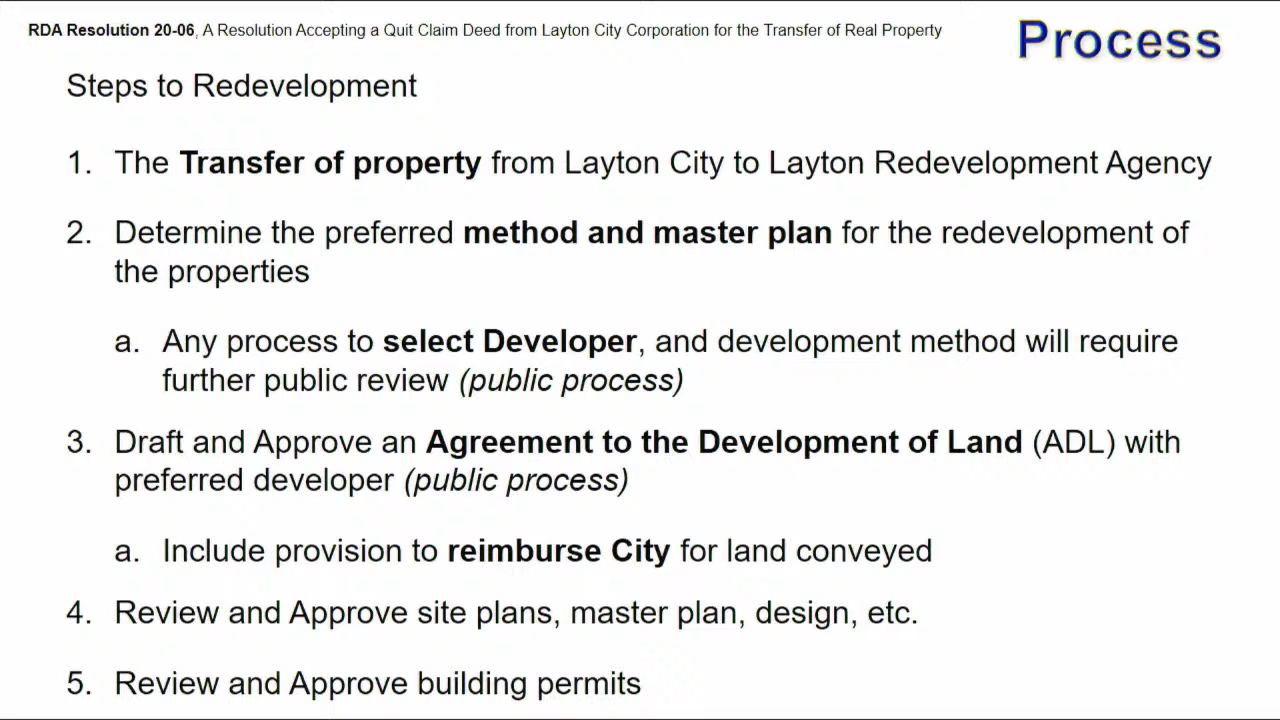 RDA Resolution 20-06, A Resolution Accepting a Quit Claim Deed from Layton City Corporation for the Transfer of Real Property
Process
Steps to Redevelopment
1. The Transfer of property from Layton City to Layton Redevelopment Agency
2. Determine the preferred method and master plan for the redevelopment of
the properties
a. Any process to select Developer, and development method will require
further public review (public process)
3. Draft and Approve an Agreement to the Development of Land (ADL) with
preferred developer (public process)
a. Include provision to reimburse City for land conveyed
4. Review and Approve site plans, master plan, design, etc.
5. Review and Approve building permits